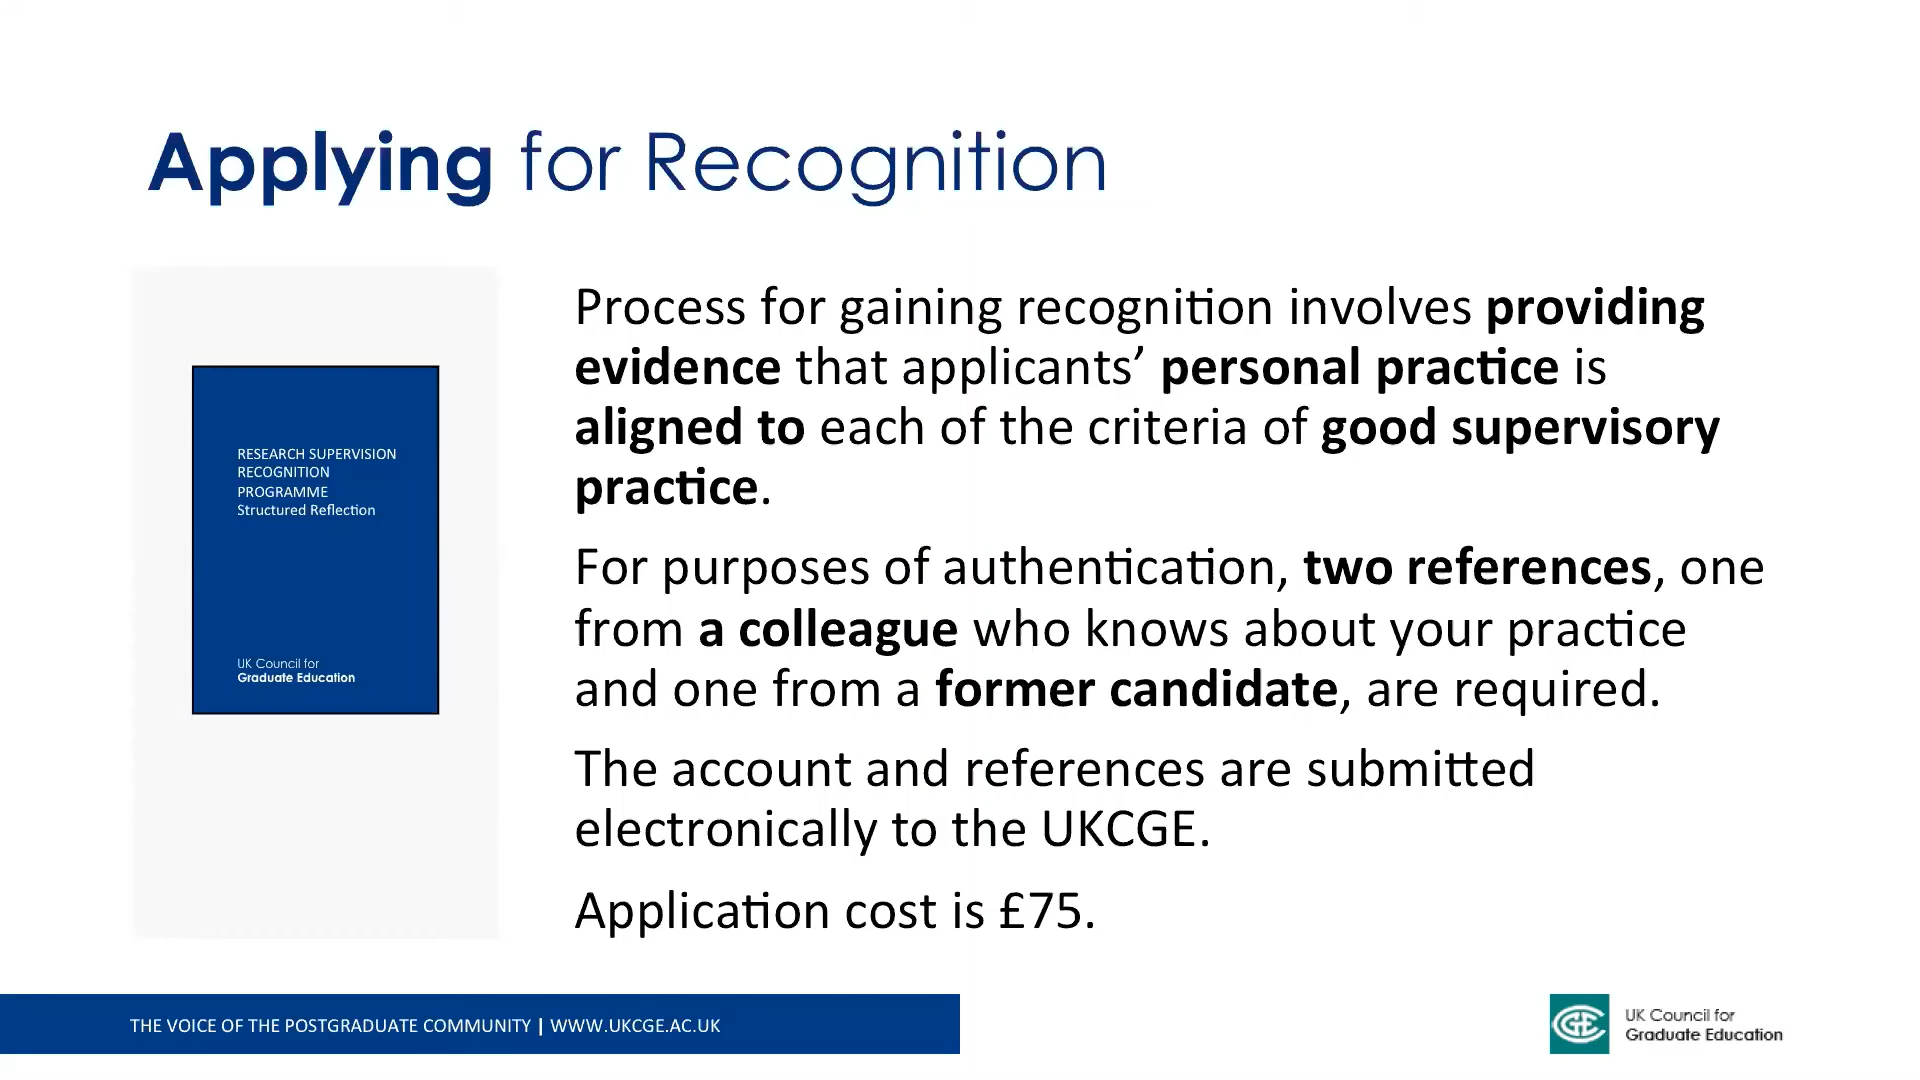 Applying for Recognition
RESEARCH SUPERVISION
RECOGNITION
PROGRAMME
Structured Reflection
UK Council for
Graduate Education
Process for gaining recognition involves providing
evidence that applicants’ personal practice is
aligned to each of the criteria of good supervisory
practice.
For purposes of authentication, two references, one
from a colleague who knows about your practice
and one from a former candidate, are required.
The account and references are submitted
electronically to the UKCGE.
Application cost is £75.
THE VOICE OF THE POSTGRADUATE COMMUNITY | WWW.UKCGE.AC.UK
CGE
UK Council for
Graduate Education